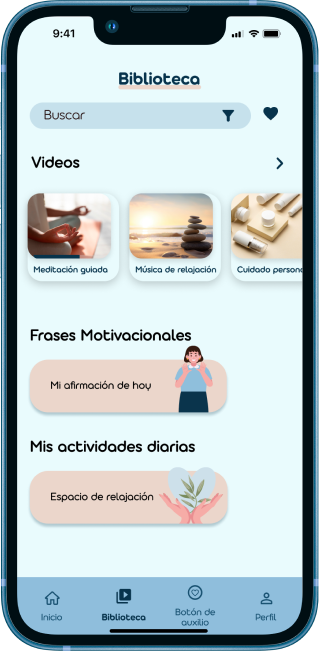 9:41
Biblioteca
Buscar
Videos
Meditación guiada
Música de relajación
Cuidado persona
Frases Motivacionales
Mi afirmación de hoy
Mis actividades diarias
Espacio de relajación
Inicio
Biblioteca
Botón de
auxilio
Perfil